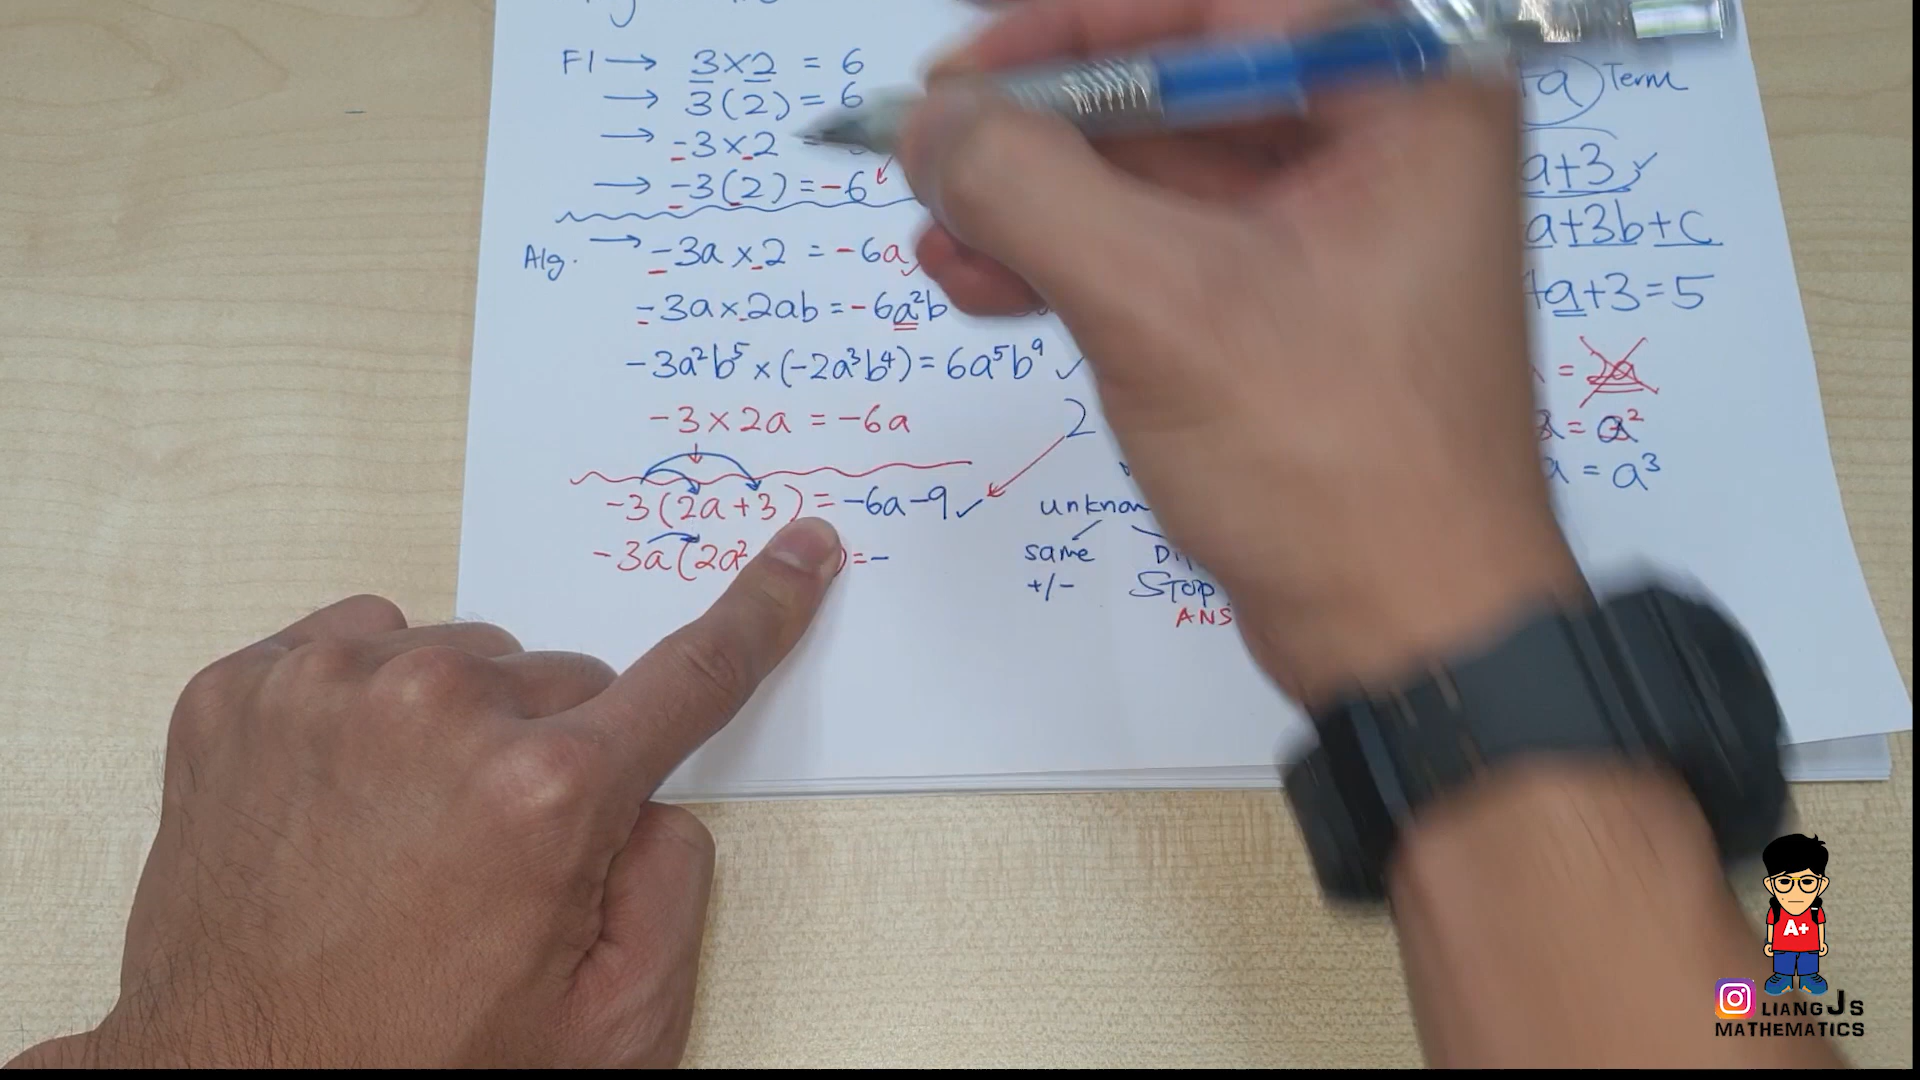 F1 → 3×2 = 6
→ 3(2) = 6
→ -3×2
→ -3(2) = -6
Alg. → -3a × 2 = -6a
-3a × 2ab = -6a²b
-3a²b⁵ × (-2a³b⁴) = 6a⁵b⁹ ✓
-3 × 2a = -6a
-3(2a+3) = -6a-9 ✓
-3a(2a² ) = -
2
same
+/-
STOP
ANS
Term
a+3 ✓
a+3b+c
+a+3=5
= 2a
= a²
a = a³
A+
LIANGJS
MATHEMATICS